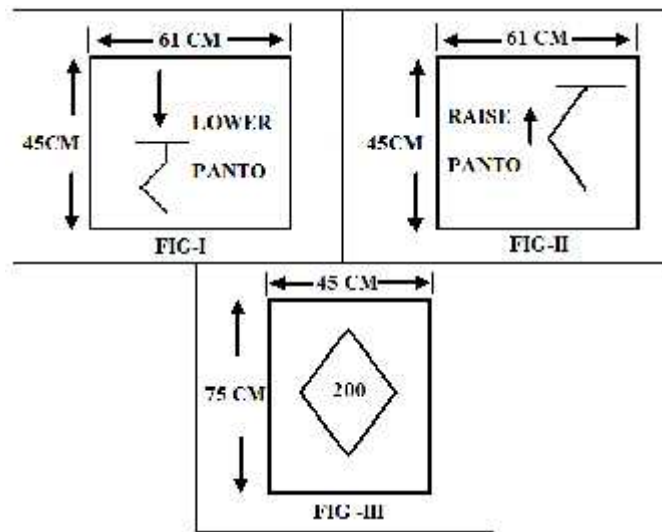 61 CM
LOWER
45CM
PANTO
FIG-I
61 CM
RAISE
45CM
PANTO
FIG-II
45 CM
75 CM
200
FIG -III